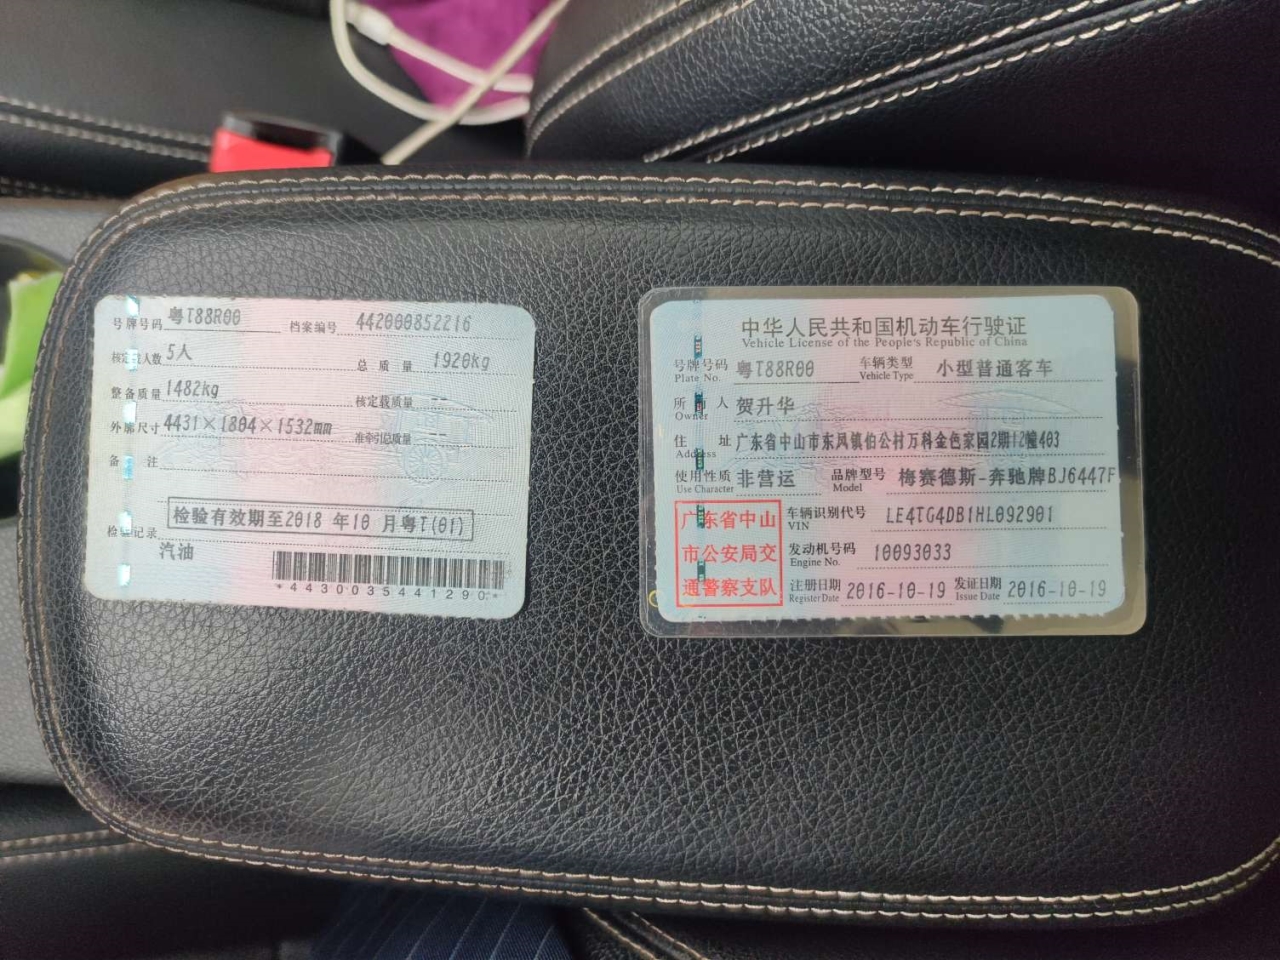 号牌号码 粤T88R00 档案编号 442000852216
核定载人数 5人 总质量 1920kg
整备质量 1482kg 核定载质量 --
外廓尺寸 4431×1804×1532mm 准牵引总质量 --
备注
检验记录 检验有效期至2018 年10 月粤T(01)
汽油
*4430035441290*
中华人民共和国机动车行驶证
Vehicle License of the People's Republic of China
号牌号码 粤T88R00 车辆类型 小型普通客车
Plate No. Vehicle Type
所有人 贺升华
Owner
住址 广东省中山市东凤镇伯公村万科金色家园2期12幢403
Address
使用性质 非营运 品牌型号 梅赛德斯-奔驰牌BJ6447F
Use Character Model
广东省中山
市公安局交
通警察支队
车辆识别代号 LE4TG4DB1HL092901
VIN
发动机号码 10093033
Engine No.
注册日期 2016-10-19 发证日期 2016-10-19
Register Date Issue Date